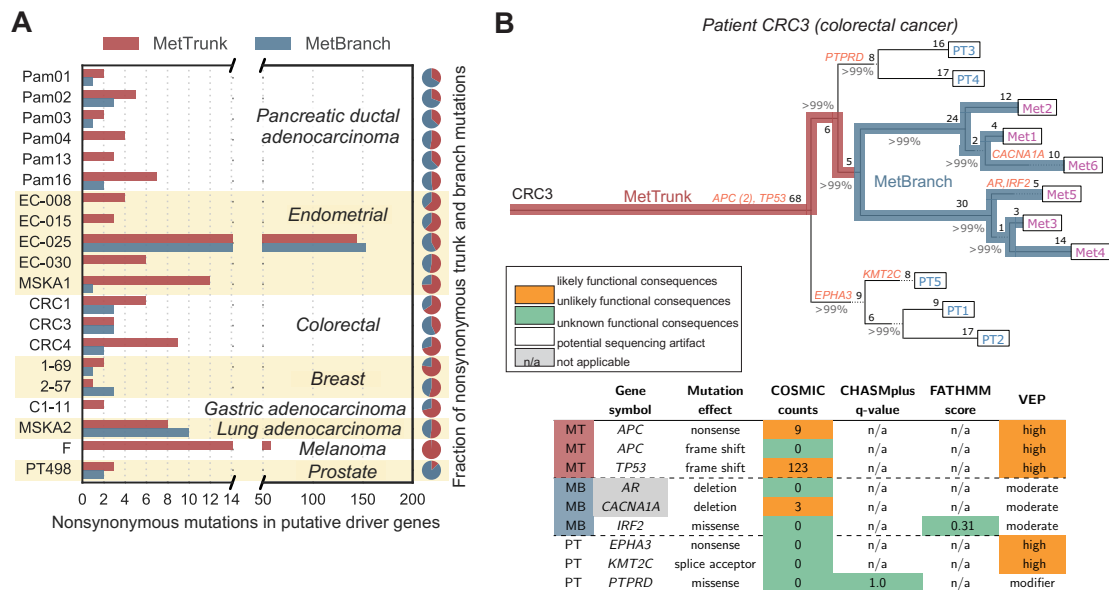 A
MetTrunk MetBranch
Pam01
Pam02
Pam03
Pam04
Pam13
Pam16
EC-008
EC-015
EC-025
EC-030
MSKA1
CRC1
CRC3
CRC4
1-69
2-57
C1-11
MSKA2
F
PT498
Pancreatic ductal
adenocarcinoma
Endometrial
Colorectal
Breast
Gastric adenocarcinoma
Lung adenocarcinoma
Melanoma
Prostate
0 2 4 6 8 10 12 14 50 100 150 200
Nonsynonymous mutations in putative driver genes
Fraction of nonsynonymous trunk and branch mutations
B
Patient CRC3 (colorectal cancer)
CRC3
MetTrunk
APC (2), TP53 68
>99%
6
PTPRD 8
>99%
16
PT3
17
PT4
>99%
5
MetBranch
24
>99%
12
Met2
2
>99%
4
Met1
CACNA1A 10
Met6
30
>99%
AR,IRF2 5
Met5
1
>99%
3
Met3
14
Met4
EPHA3 9
>99%
KMT2C 8
PT5
6
>99%
9
PT1
17
PT2
likely functional consequences
unlikely functional consequences
unknown functional consequences
potential sequencing artifact
n/a not applicable
Gene symbol Mutation effect COSMIC counts CHASMplus q-value FATHMM score VEP
MT APC nonsense 9 n/a n/a high
MT APC frame shift 0 n/a n/a high
MT TP53 frame shift 123 n/a n/a high
MB AR deletion 0 n/a n/a moderate
MB CACNA1A deletion 3 n/a n/a moderate
MB IRF2 missense 0 n/a 0.31 moderate
PT EPHA3 nonsense 0 n/a n/a high
PT KMT2C splice acceptor 0 n/a n/a high
PT PTPRD missense 0 1.0 n/a modifier